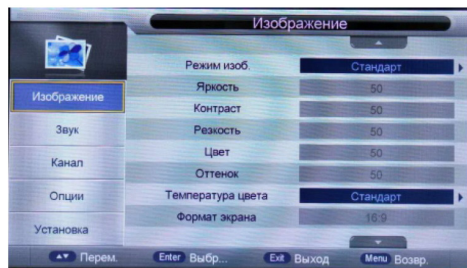 Изображение
Режим изоб. Стандарт
Яркость 50
Контраст 50
Резкость 50
Цвет 50
Оттенок 50
Температура цвета Стандарт
Формат экрана 16:9
Изображение
Звук
Канал
Опции
Установка
Перем. Enter Выбр... Exit Выход Menu Возвр.